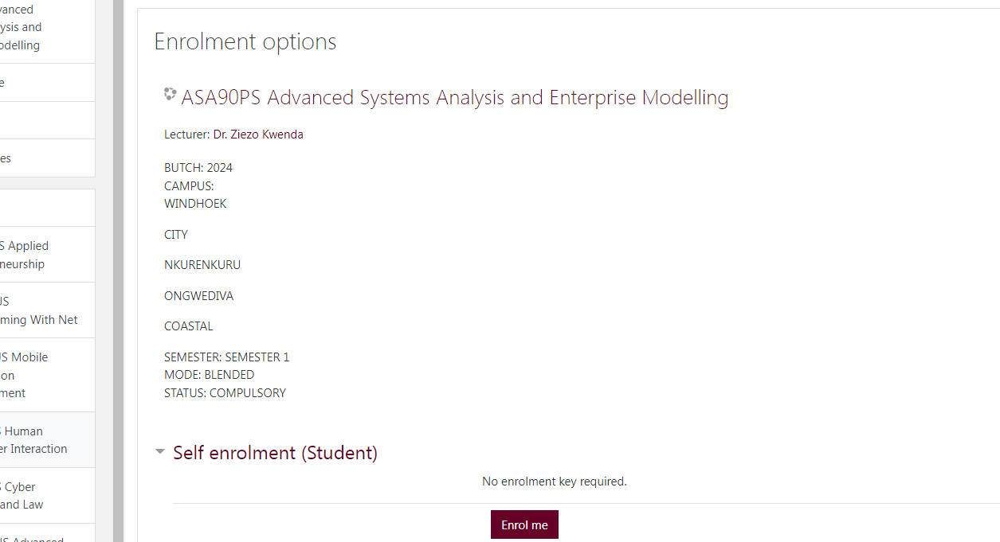 vanced
ysis and
odelling
e
es
S Applied
neurship
US
ming With Net
US Mobile
on
ment
S Human
er Interaction
S Cyber
and Law
US Advanced
Enrolment options
ASA90PS Advanced Systems Analysis and Enterprise Modelling
Lecturer: Dr. Ziezo Kwenda
BUTCH: 2024
CAMPUS:
WINDHOEK
CITY
NKURENKURU
ONGWEDIVA
COASTAL
SEMESTER: SEMESTER 1
MODE: BLENDED
STATUS: COMPULSORY
Self enrolment (Student)
No enrolment key required.
Enrol me